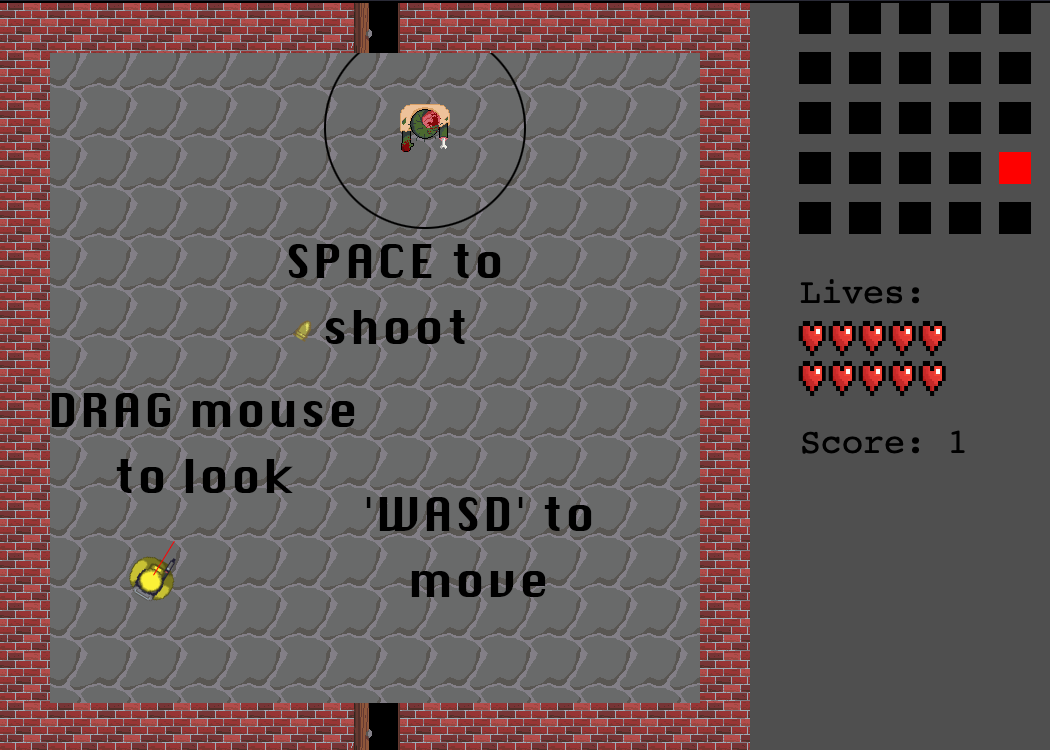 SPACE to
shoot
DRAG mouse
to look
'WASD' to
move
Lives:
Score: 1